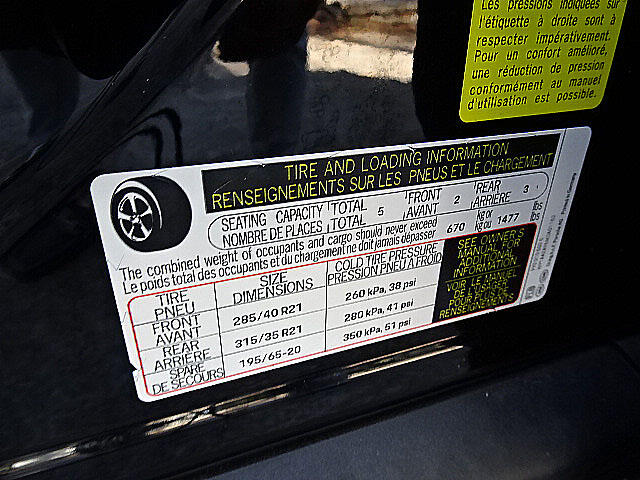 Les pressions indiquées sur
l'étiquette à droite sont à
respecter impérativement.
Pour un confort amélioré,
une réduction de pression
conformément au manuel
d'utilisation est possible.
TIRE AND LOADING INFORMATION
RENSEIGNEMENTS SUR LES PNEUS ET LE CHARGEMENT
SEATING CAPACITY TOTAL 5 FRONT 2 REAR 3
NOMBRE DE PLACES TOTAL AVANT ARRIÈRE
The combined weight of occupants and cargo should never exceed 670 kg or 1477 lbs
Le poids total des occupants et du chargement ne doit jamais dépasser kg ou lbs
TIRE SIZE COLD TIRE PRESSURE
PNEU DIMENSIONS PRESSION PNEU À FROID
FRONT 285/40 R21 260 kPa, 38 psi
AVANT
REAR 315/35 R21 280 kPa, 41 psi
ARRIÈRE
SPARE 195/65-20 350 kPa, 51 psi
DE SECOURS
SEE OWNER'S
MANUAL FOR
ADDITIONAL
INFORMATION
VOIR LE MANUEL
DE L'USAGER
POUR PLUS DE
RENSEIGNEMENTS